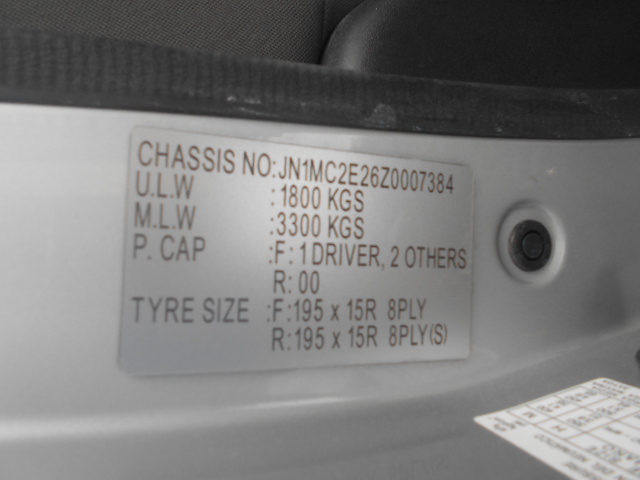 CHASSIS NO:JN1MC2E26Z0007384
U.L.W :1800 KGS
M.L.W :3300 KGS
P. CAP :F: 1 DRIVER, 2 OTHERS
R: 00
TYRE SIZE :F:195 x 15R 8PLY
R:195 x 15R 8PLY(S)